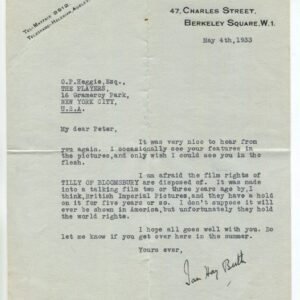 47, CHARLES STREET,
BERKELEY SQUARE, W.1.
TEL: MAYFAIR 2612
May 4th, 1933
O.P.Heggie,Esq.,
THE PLAYERS,
16 Gramercy Park,
NEW YORK CITY,
U.S.A.
My dear Peter,
It was very nice to hear from
you again. I occasionally see your features in
the pictures, and only wish I could see you in the
flesh.
I am afraid the film rights of
TILLY OF BLOOMSBURY are disposed of. It was made
into a talking film two or three years ago by, I
think, British Imperial Pictures, and they have a hold
on it for five years or so. I don't suppose it will
ever be shown in America, but unfortunately they hold
the world rights.
I hope all goes well with you. Do
let me know if you get over here in the summer.
Yours ever,
Ian Hay Beith